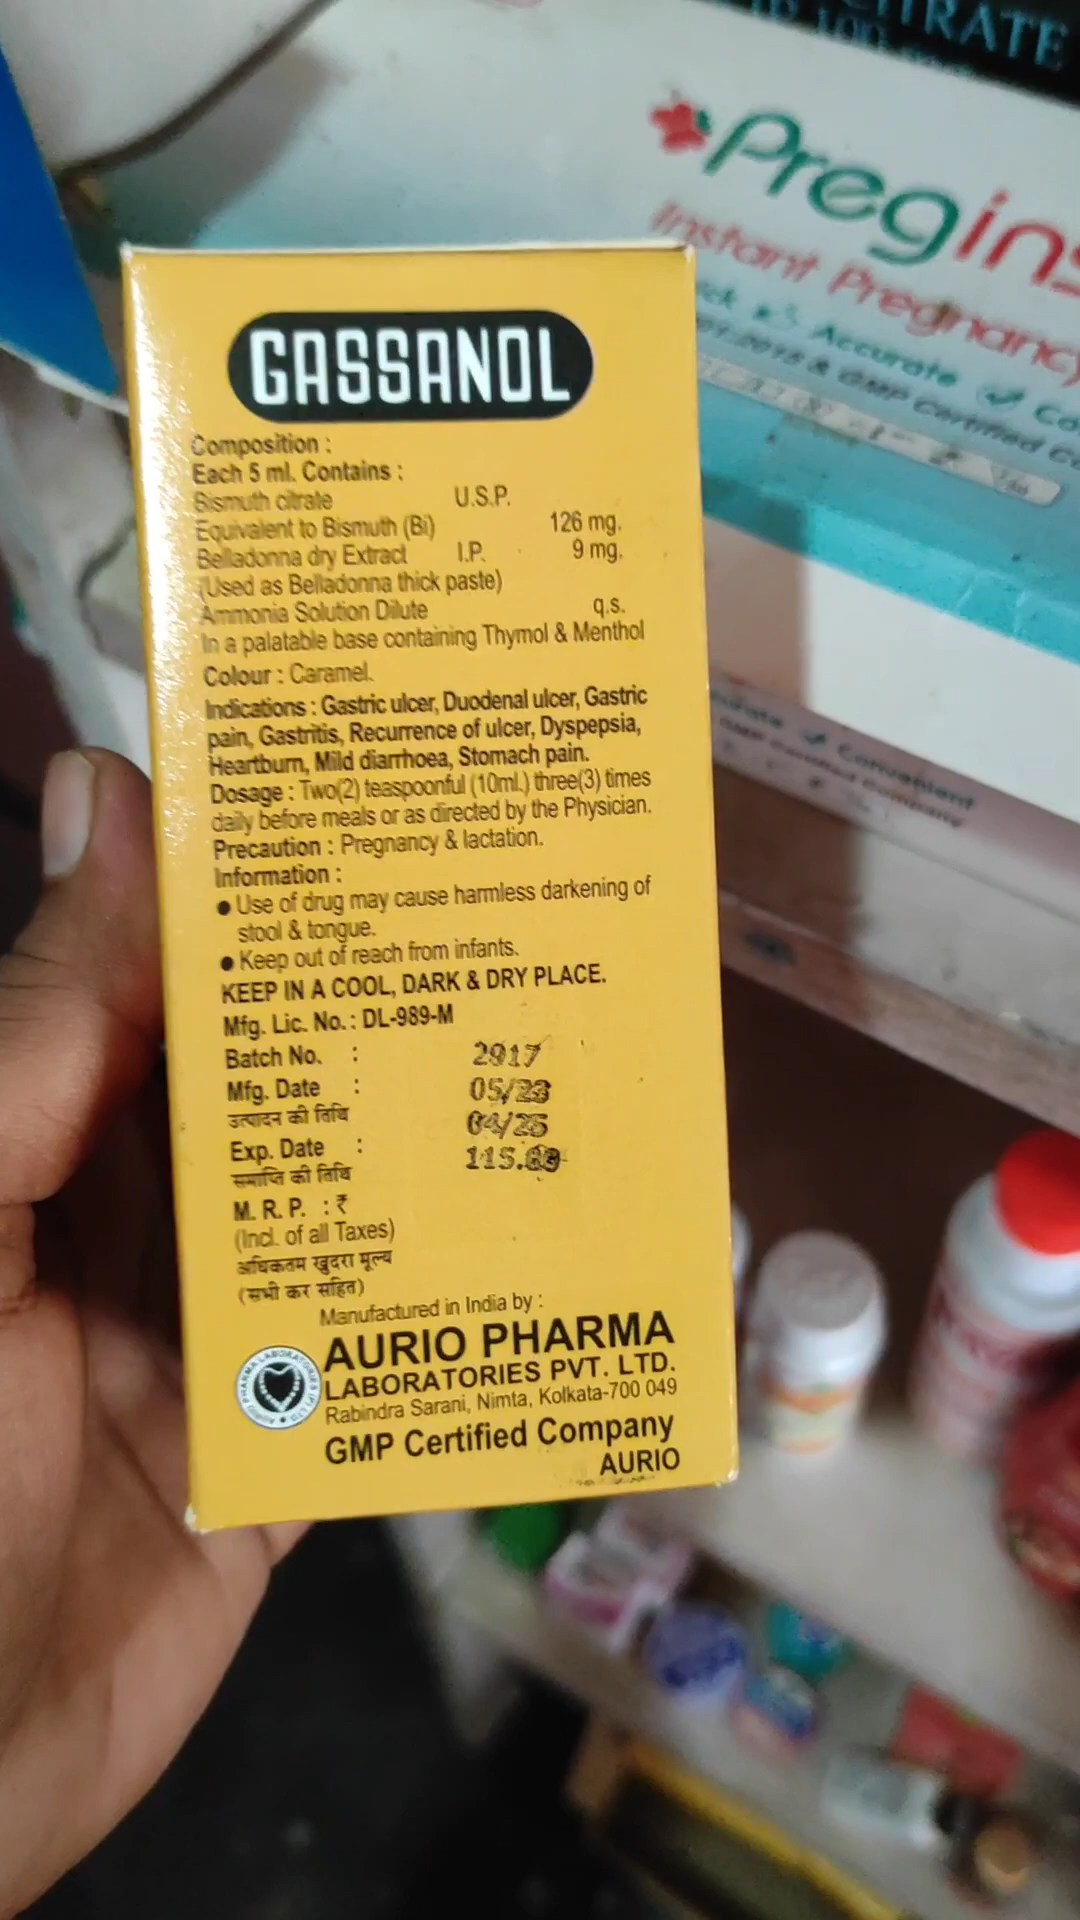 CITRATE
Pregins
Instant Pregnancy
Accurate
GMP Certified
Convenient
GASSANOL
Composition :
Each 5 ml. Contains :
Bismuth citrate U.S.P.
Equivalent to Bismuth (Bi) 126 mg.
Belladonna dry Extract I.P. 9 mg.
(Used as Belladonna thick paste)
Ammonia Solution Dilute q.s.
In a palatable base containing Thymol & Menthol
Colour : Caramel.
Indications : Gastric ulcer, Duodenal ulcer, Gastric
pain, Gastritis, Recurrence of ulcer, Dyspepsia,
Heartburn, Mild diarrhoea, Stomach pain.
Dosage : Two(2) teaspoonful (10ml.) three(3) times
daily before meals or as directed by the Physician.
Precaution : Pregnancy & lactation.
Information :
● Use of drug may cause harmless darkening of
stool & tongue.
● Keep out of reach from infants.
KEEP IN A COOL, DARK & DRY PLACE.
Mfg. Lic. No. : DL-989-M
Batch No. : 2917
Mfg. Date : 05/23
उत्पादन की तिथि
Exp. Date :
समाप्ति की तिथि
M. R. P. : ₹
(Incl. of all Taxes)
अधिकतम खुदरा मूल्य
(सभी कर सहित)
Manufactured in India by :
AURIO PHARMA
LABORATORIES PVT. LTD.
Rabindra Sarani, Nimta, Kolkata-700 049
GMP Certified Company
AURIO